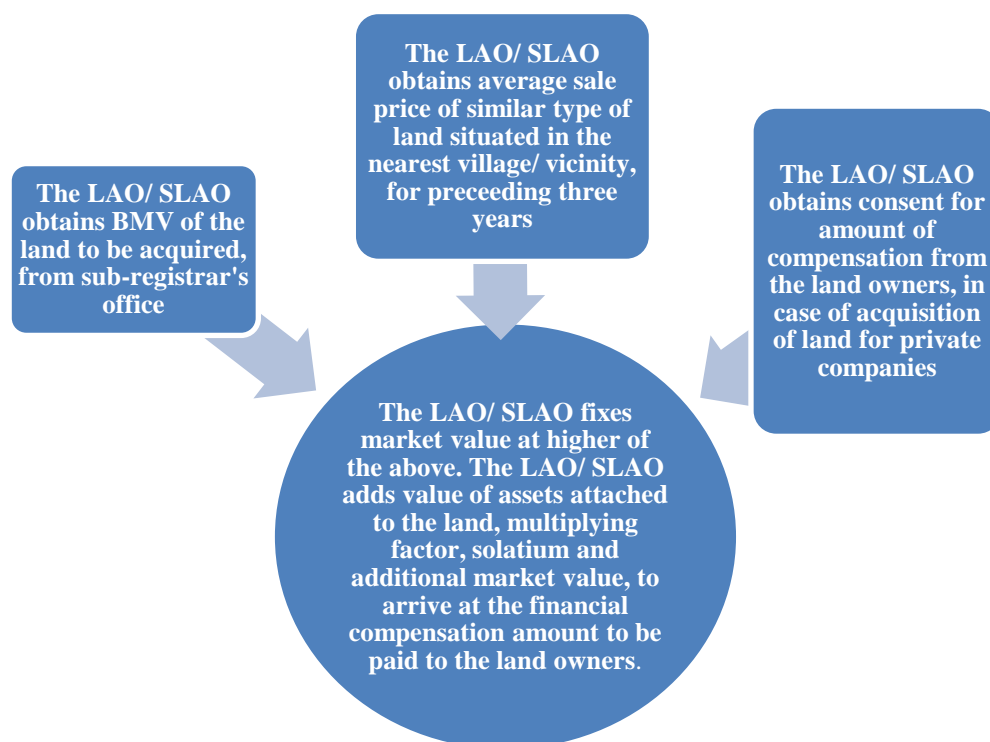 The LAO/ SLAO
obtains BMV of the
land to be acquired,
from sub-registrar's
office
The LAO/ SLAO
obtains average sale
price of similar type of
land situated in the
nearest village/ vicinity,
for preceeding three
years
The LAO/ SLAO
obtains consent for
amount of
compensation from
the land owners, in
case of acquisition
of land for private
companies
The LAO/ SLAO fixes
market value at higher of
the above. The LAO/ SLAO
adds value of assets attached
to the land, multiplying
factor, solatium and
additional market value, to
arrive at the financial
compensation amount to be
paid to the land owners.